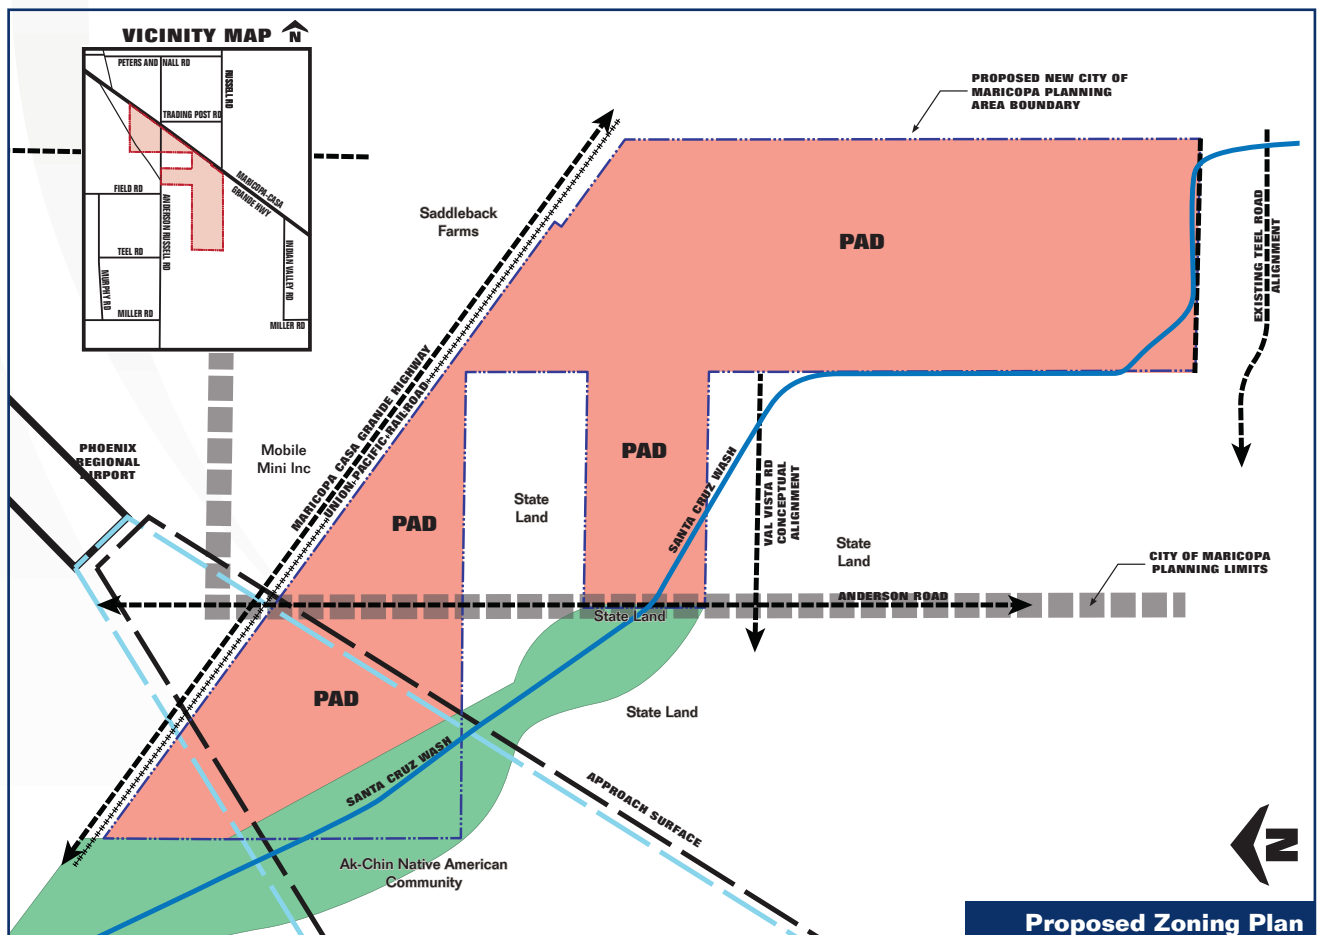 VICINITY MAP
N
PETERS AND NALL RD
RUSSELL RD
TRADING POST RD
MARICOPA-CASA
GRANDE HWY
FIELD RD
ANDERSON RUSSELL RD
TEEL RD
MURPHY RD
INDIAN VALLEY RD
MILLER RD
MILLER RD
PROPOSED NEW CITY OF
MARICOPA PLANNING
AREA BOUNDARY
Saddleback
Farms
PAD
EXISTING TEEL ROAD
ALIGNMENT
MARICOPA CASA GRANDE HIGHWAY
UNION PACIFIC RAILROAD
PHOENIX
REGIONAL
AIRPORT
Mobile
Mini Inc
PAD
PAD
State
Land
SANTA CRUZ WASH
VAL VISTA RD
CONCEPTUAL
ALIGNMENT
State
Land
CITY OF MARICOPA
PLANNING LIMITS
ANDERSON ROAD
State Land
PAD
State Land
SANTA CRUZ WASH
APPROACH SURFACE
Ak-Chin Native American
Community
N
Proposed Zoning Plan